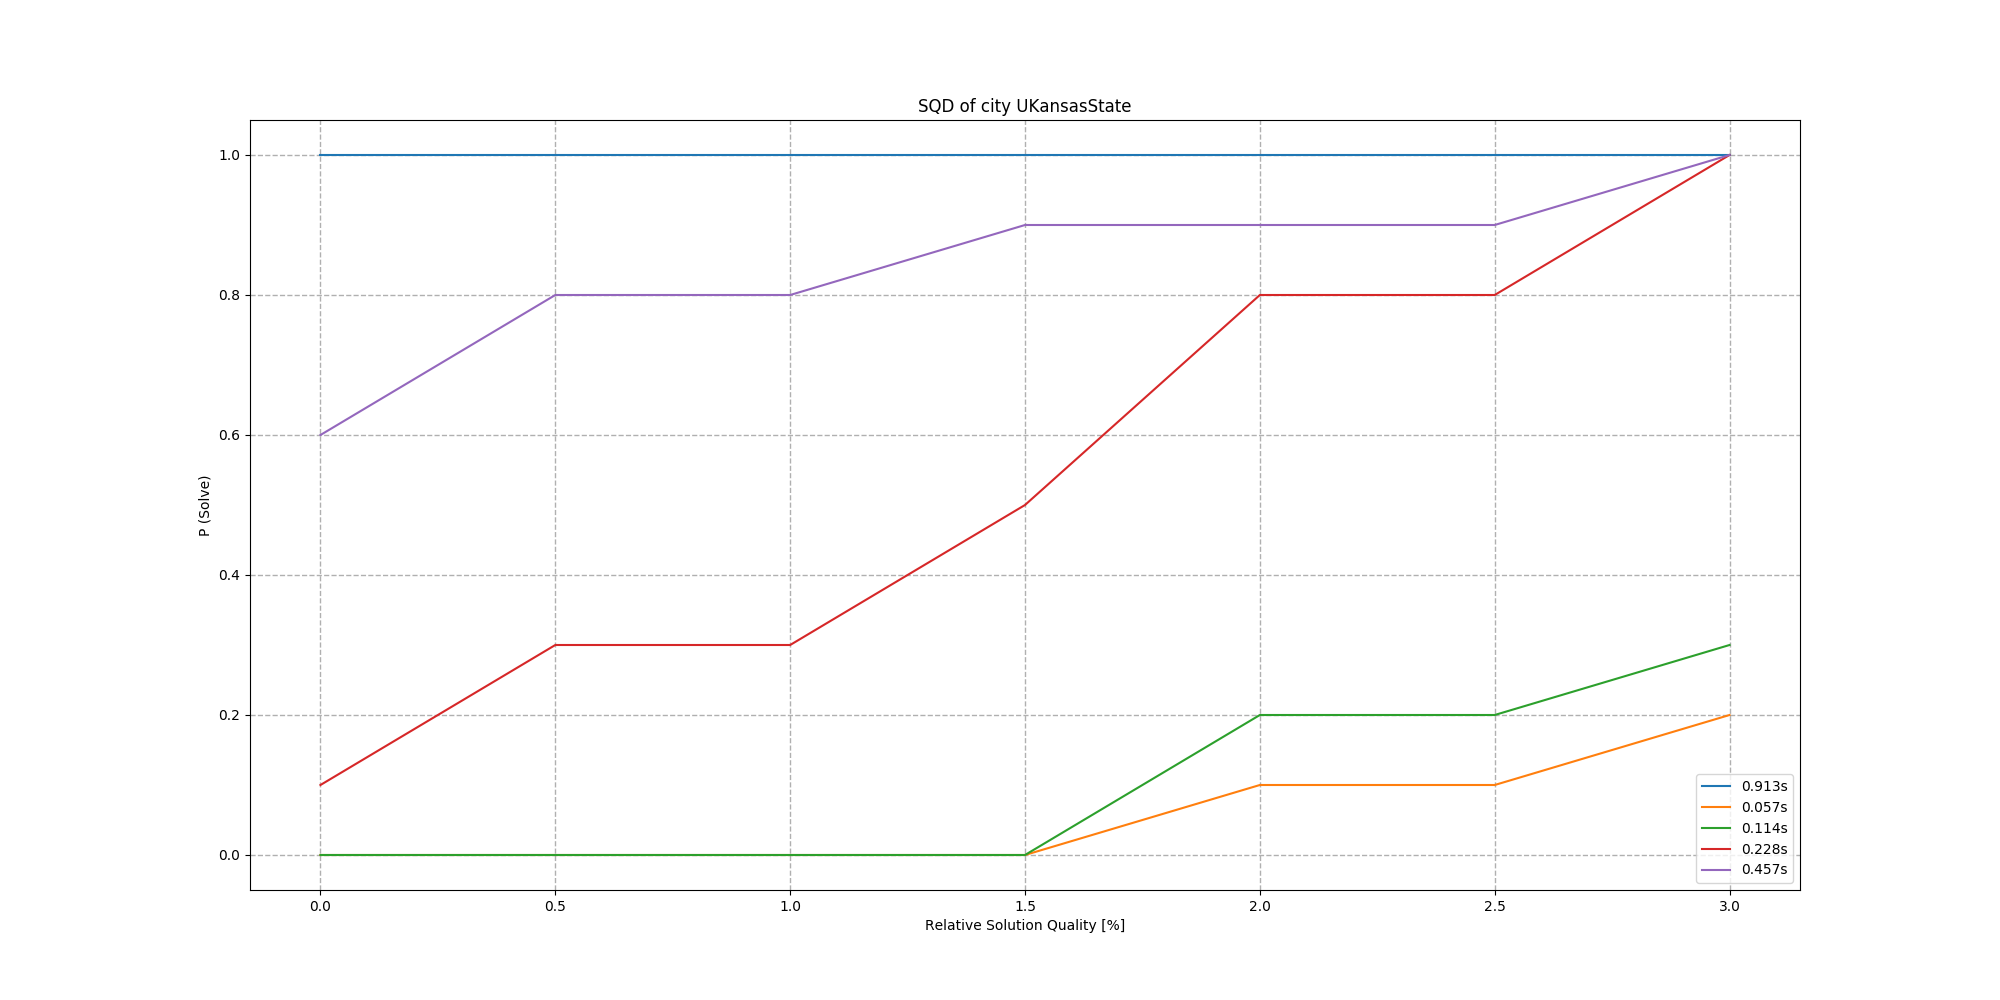 SQD of city UKansasState
P (Solve)
1.0
0.8
0.6
0.4
0.2
0.0
0.913s
0.057s
0.114s
0.228s
0.457s
0.0 0.5 1.0 1.5 2.0 2.5 3.0
Relative Solution Quality [%]